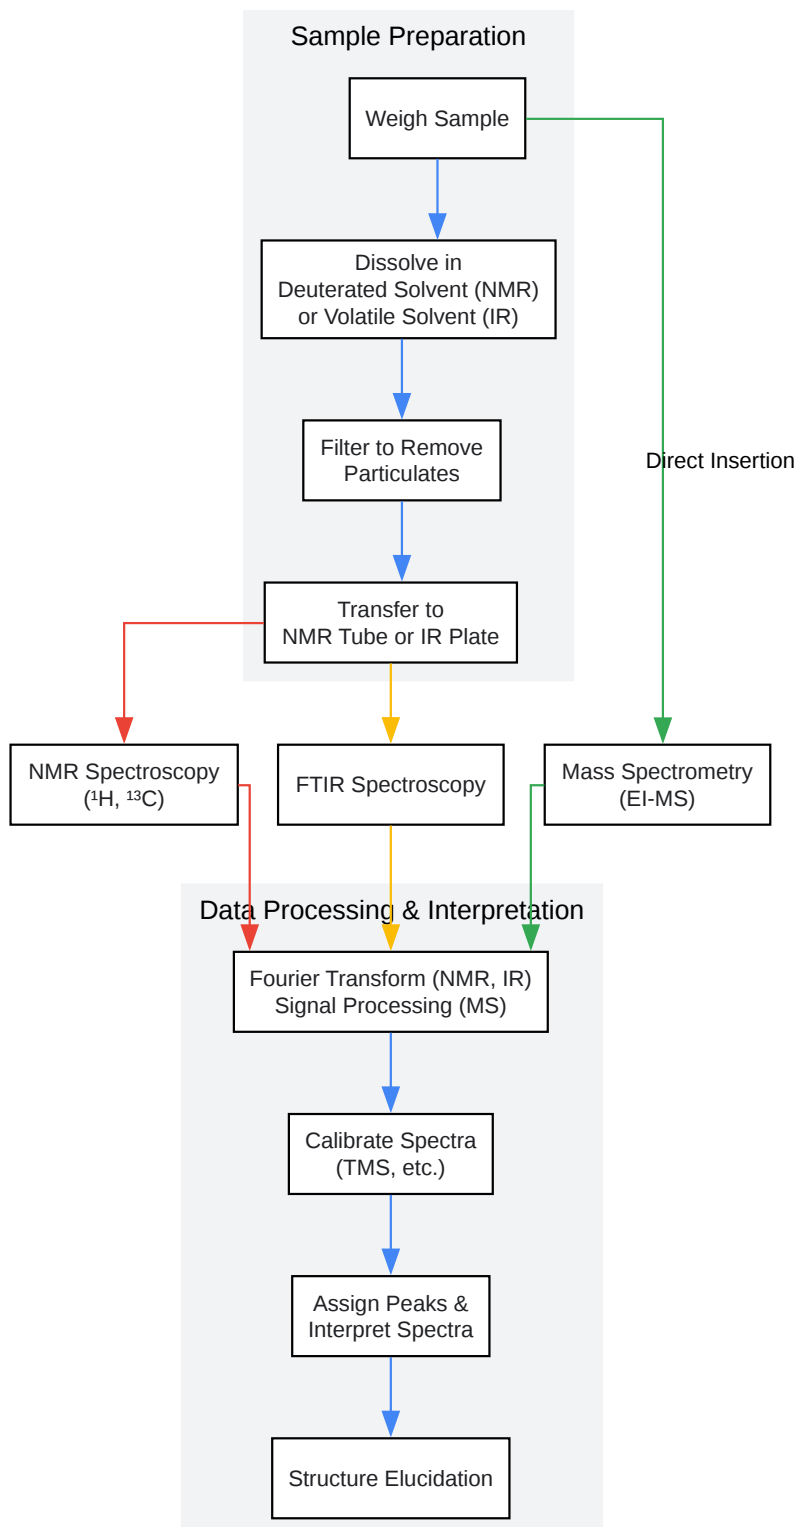 Sample Preparation
Weigh Sample
Dissolve in
Deuterated Solvent (NMR)
or Volatile Solvent (IR)
Filter to Remove
Particulates
Direct Insertion
Transfer to
NMR Tube or IR Plate
NMR Spectroscopy
(¹H, ¹³C)
FTIR Spectroscopy
Mass Spectrometry
(EI-MS)
Data Processing & Interpretation
Fourier Transform (NMR, IR)
Signal Processing (MS)
Calibrate Spectra
(TMS, etc.)
Assign Peaks &
Interpret Spectra
Structure Elucidation